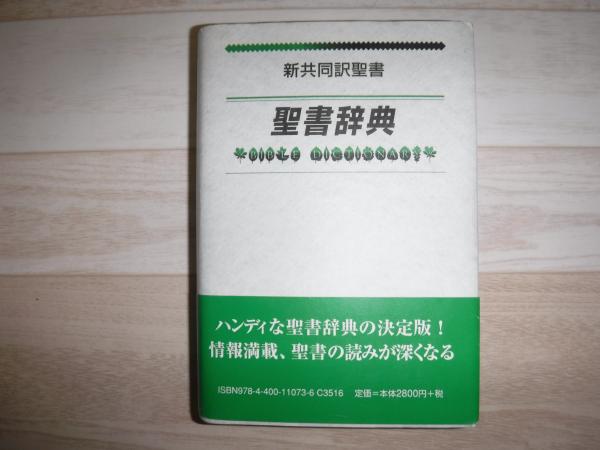 新共同訳聖書
聖書辞典
BIBLE DICTIONARY
ハンディな聖書辞典の決定版！
情報満載、聖書の読みが深くなる
ISBN978-4-400-11073-6 C3516 定価＝本体2800円＋税